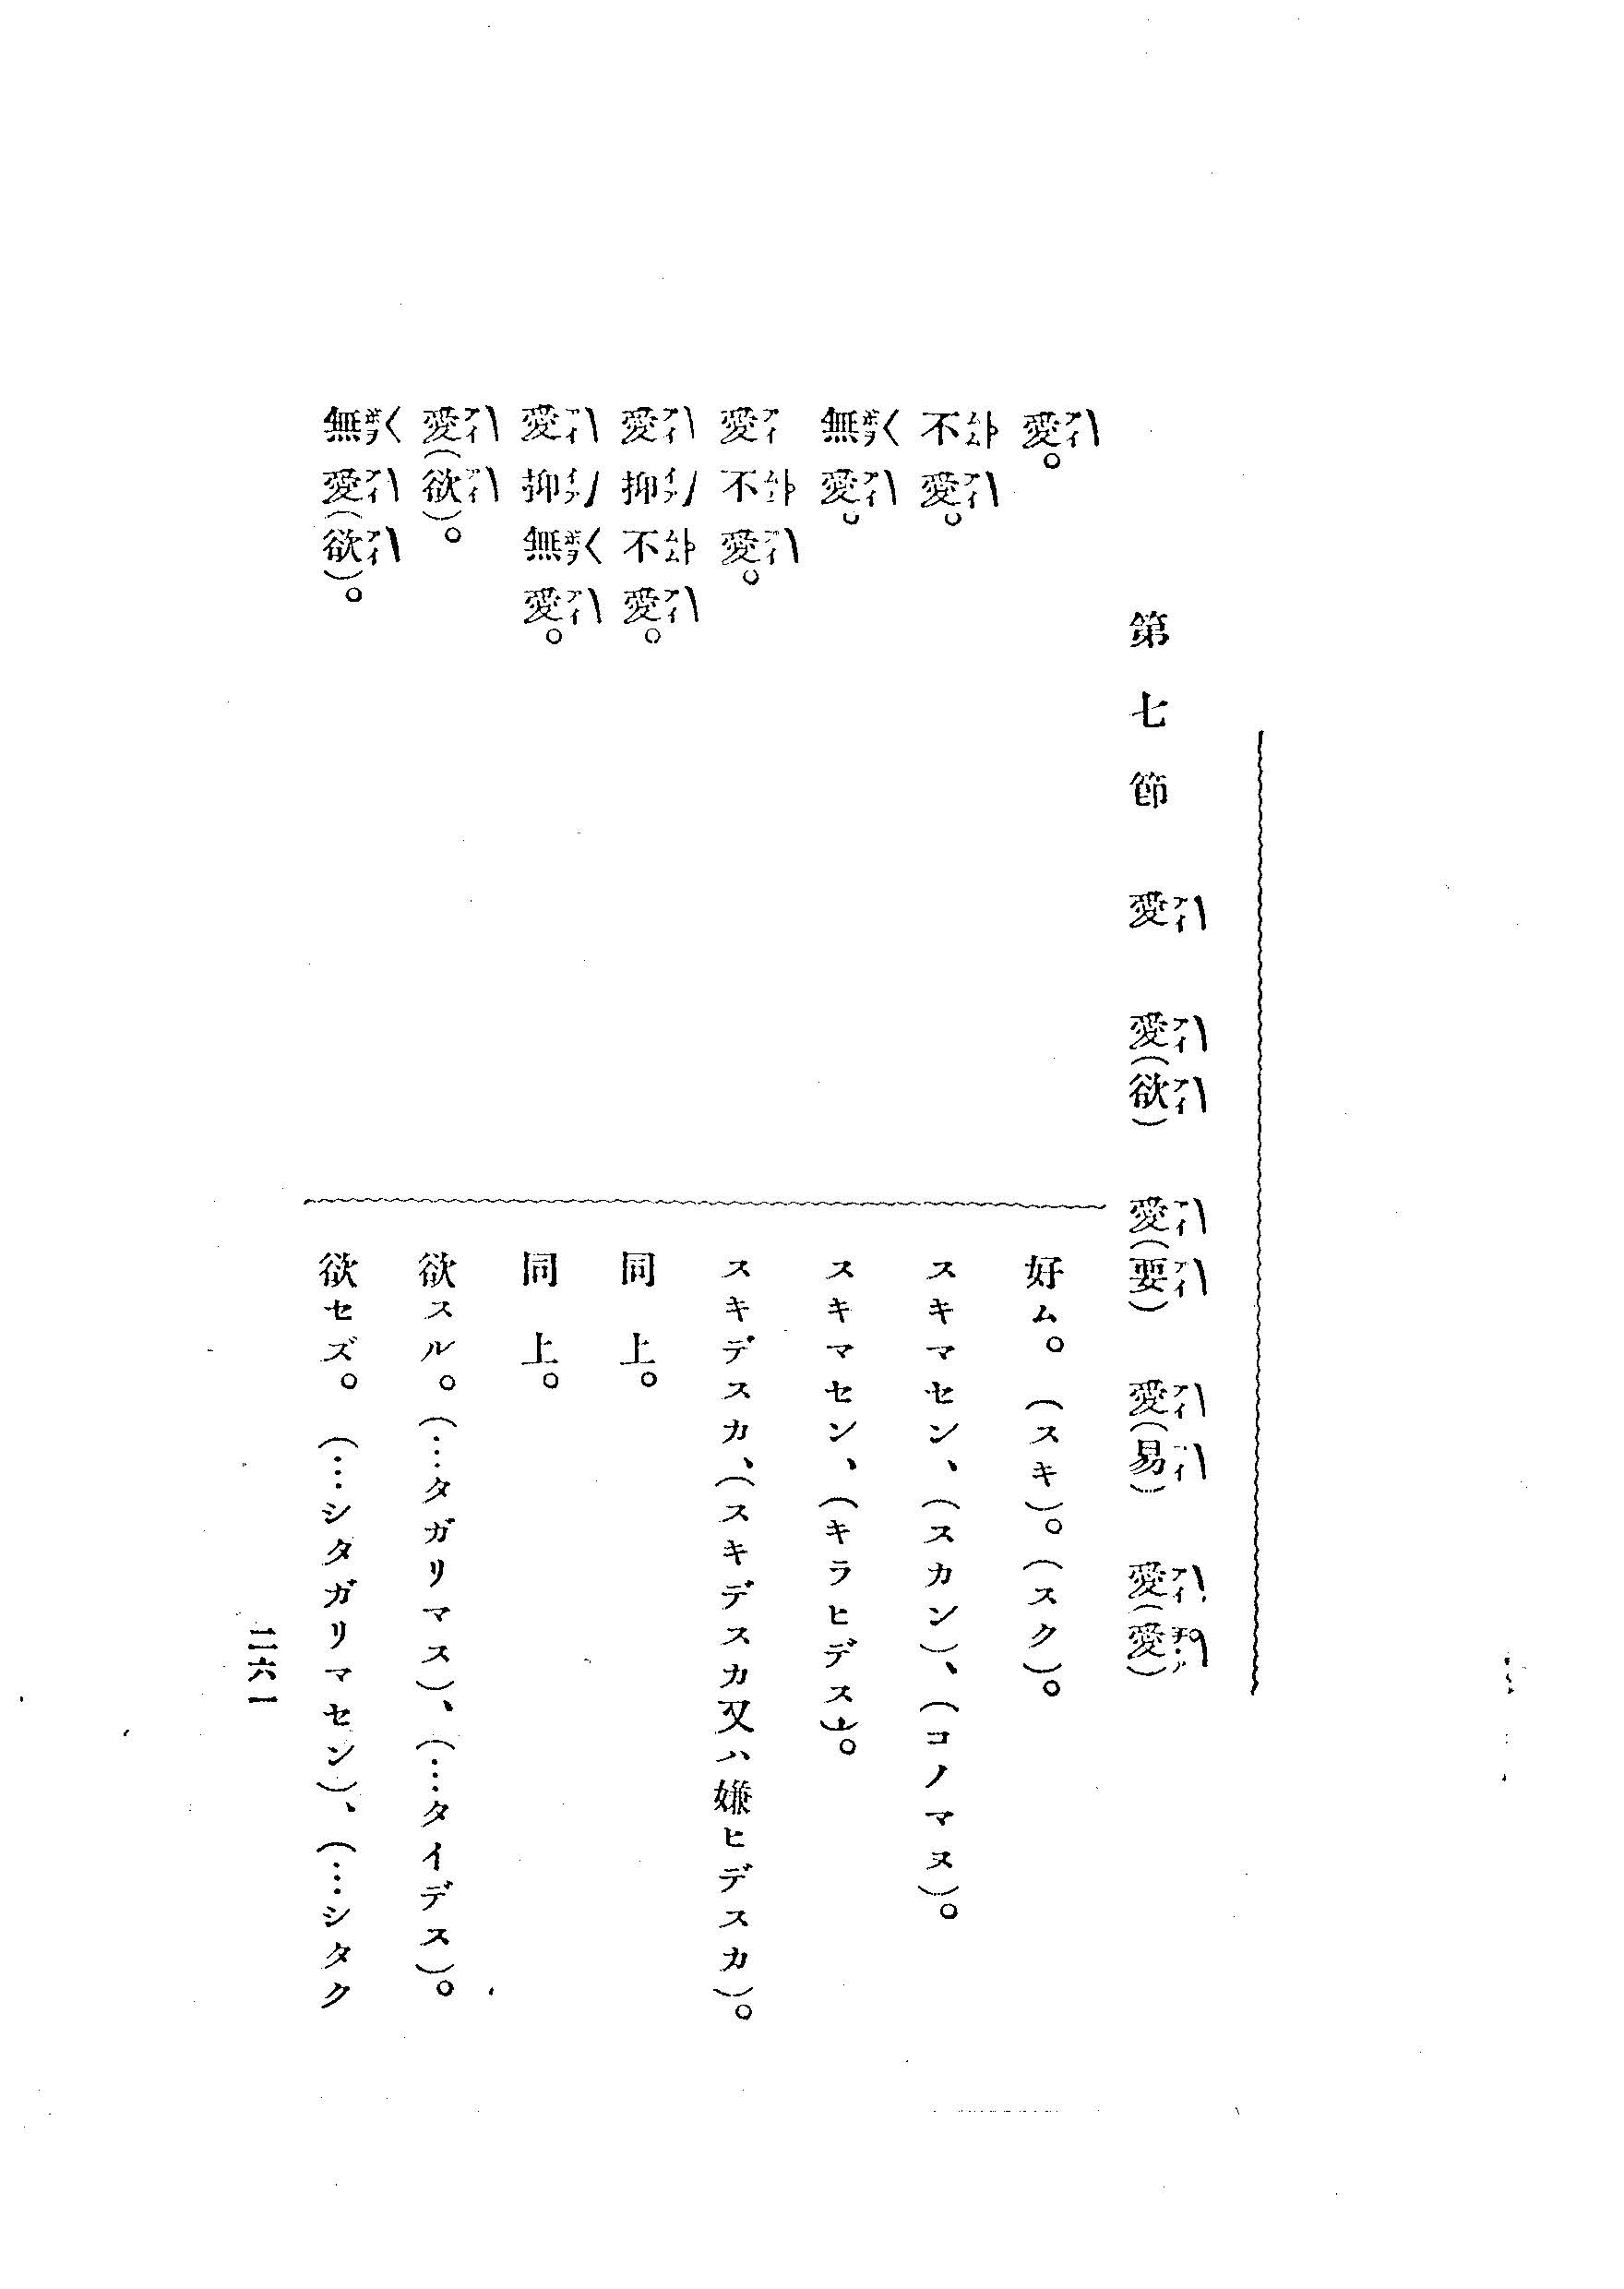 第七節　愛　愛(欲)　愛(要)　愛(易)　愛(愛)
愛。
不愛。
無愛。
愛不愛。
愛抑不愛。
愛抑無愛。
愛(欲)。
無愛(欲)。
好ム。(スキ)。(スク)。
スキマセン、(スカン)、(コノマヌ)。
スキマセン、(キラヒデス)。
スキデスカ、(スキデスカ又ハ嫌ヒデスカ)。
同上。
同上。
欲スル。(…タガリマス)、(…タイデス)。
欲セズ。(…シタガリマセン)、(…シタク
二六一